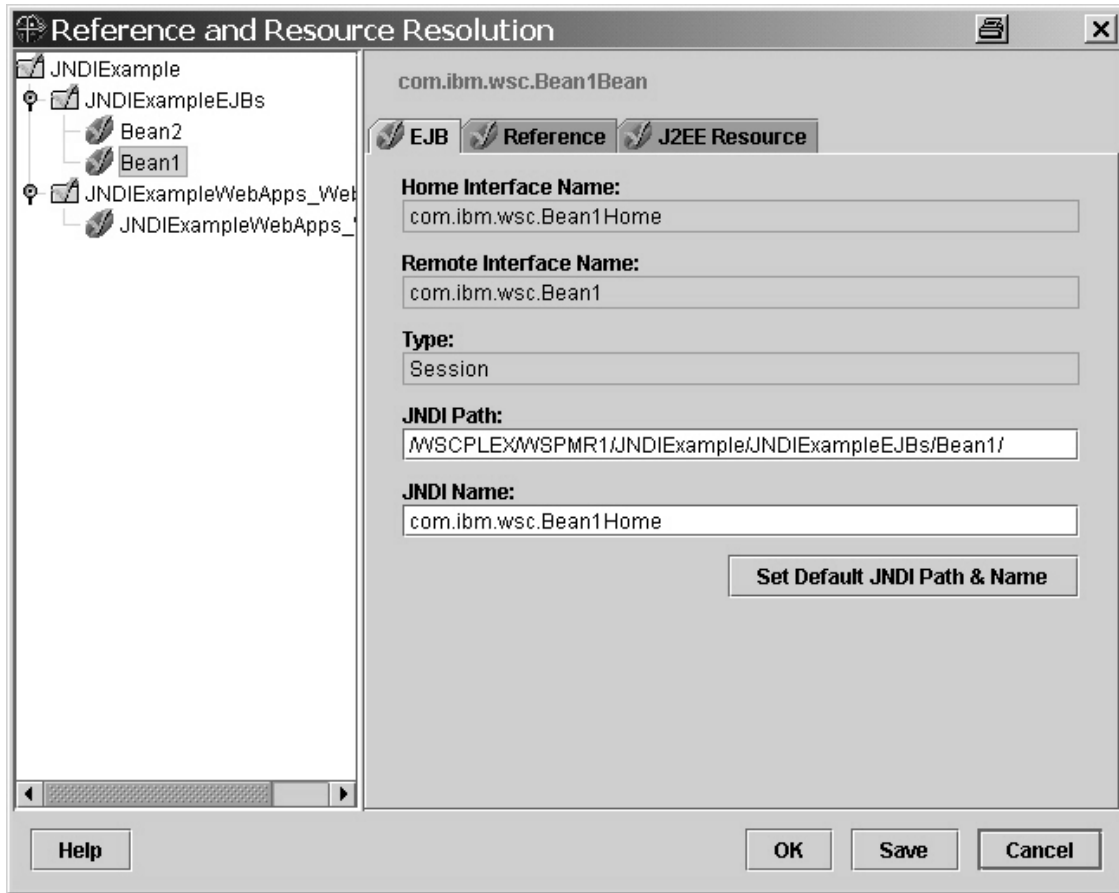 Reference and Resource Resolution
JNDIExample
JNDIExampleEJBs
Bean2
Bean1
JNDIExampleWebApps_Wel
JNDIExampleWebApps_
com.ibm.wsc.Bean1Bean
EJB
Reference
J2EE Resource
Home Interface Name:
com.ibm.wsc.Bean1Home
Remote Interface Name:
com.ibm.wsc.Bean1
Type:
Session
JNDI Path:
/WSCPLEX/WSPMR1/JNDIExample/JNDIExampleEJBs/Bean1/
JNDI Name:
com.ibm.wsc.Bean1Home
Set Default JNDI Path & Name
Help
OK
Save
Cancel